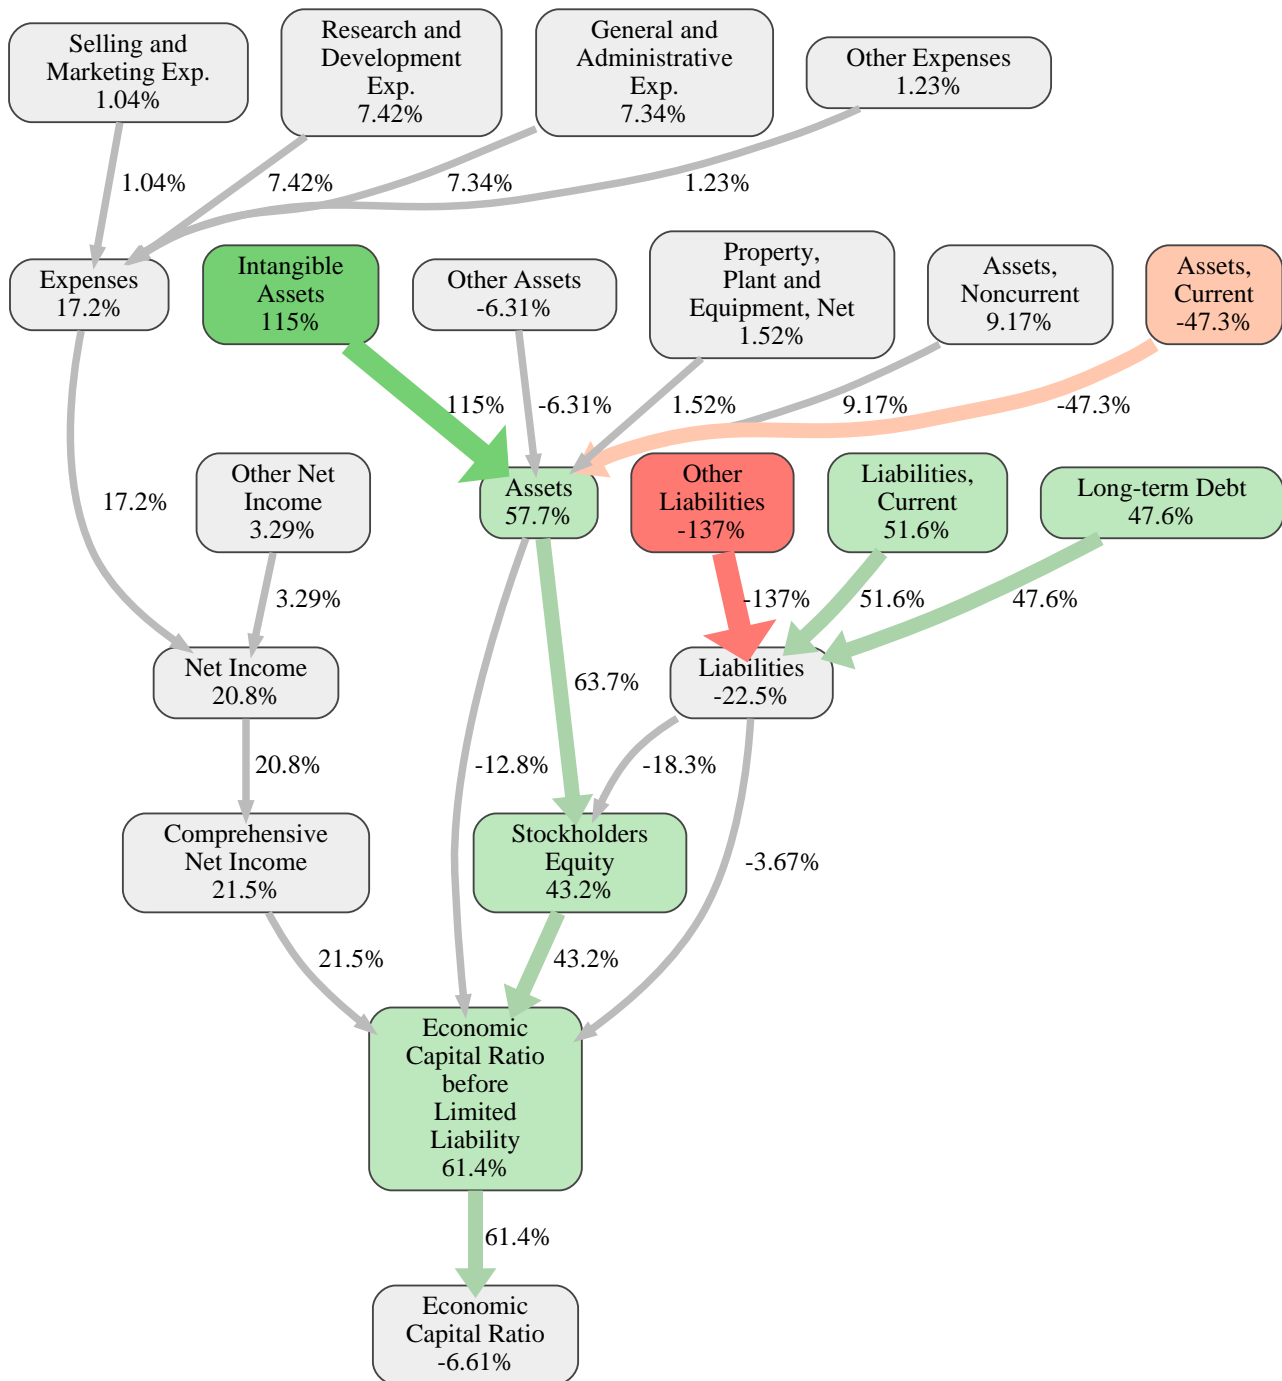 Selling and
Marketing Exp.
1.04%
Research and
Development
Exp.
7.42%
General and
Administrative
Exp.
7.34%
Other Expenses
1.23%
1.04%
7.42%
7.34%
1.23%
Expenses
17.2%
Intangible
Assets
115%
Other Assets
-6.31%
Property,
Plant and
Equipment, Net
1.52%
Assets,
Noncurrent
9.17%
Assets,
Current
-47.3%
115%
-6.31%
1.52%
9.17%
-47.3%
17.2%
Other Net
Income
3.29%
Assets
57.7%
Other
Liabilities
-137%
Liabilities,
Current
51.6%
Long-term Debt
47.6%
3.29%
-137%
51.6%
47.6%
Net Income
20.8%
63.7%
Liabilities
-22.5%
20.8%
-12.8%
-18.3%
Comprehensive
Net Income
21.5%
Stockholders
Equity
43.2%
-3.67%
21.5%
43.2%
Economic
Capital Ratio
before
Limited
Liability
61.4%
61.4%
Economic
Capital Ratio
-6.61%